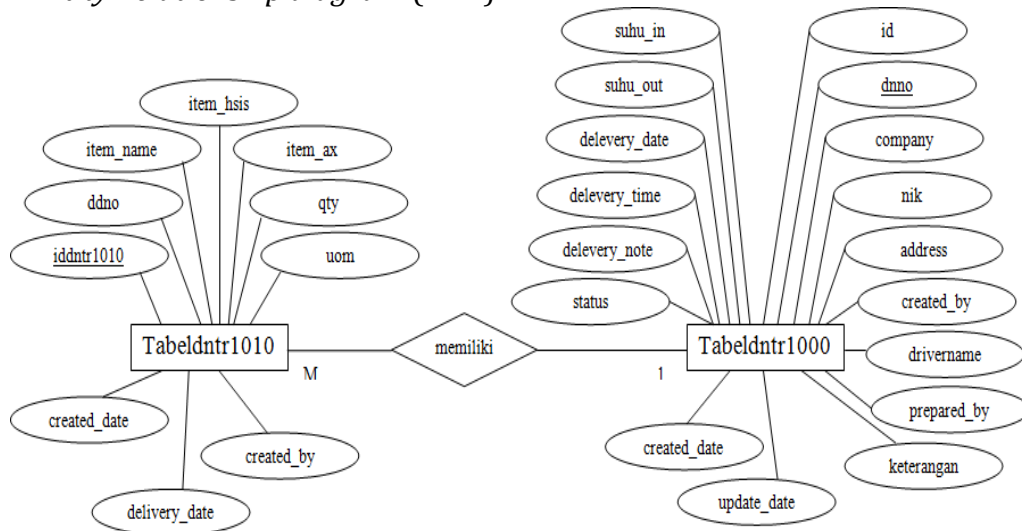 suhu_in
id
suhu_out
dnno
item_hsis
delevery_date
company
item_name
item_ax
delevery_time
nik
ddno
qty
delevery_note
address
iddntr1010
uom
status
created_by
Tabeldntr1010
memiliki
Tabeldntr1000
drivername
M
1
prepared_by
created_date
created_by
created_date
keterangan
delivery_date
update_date